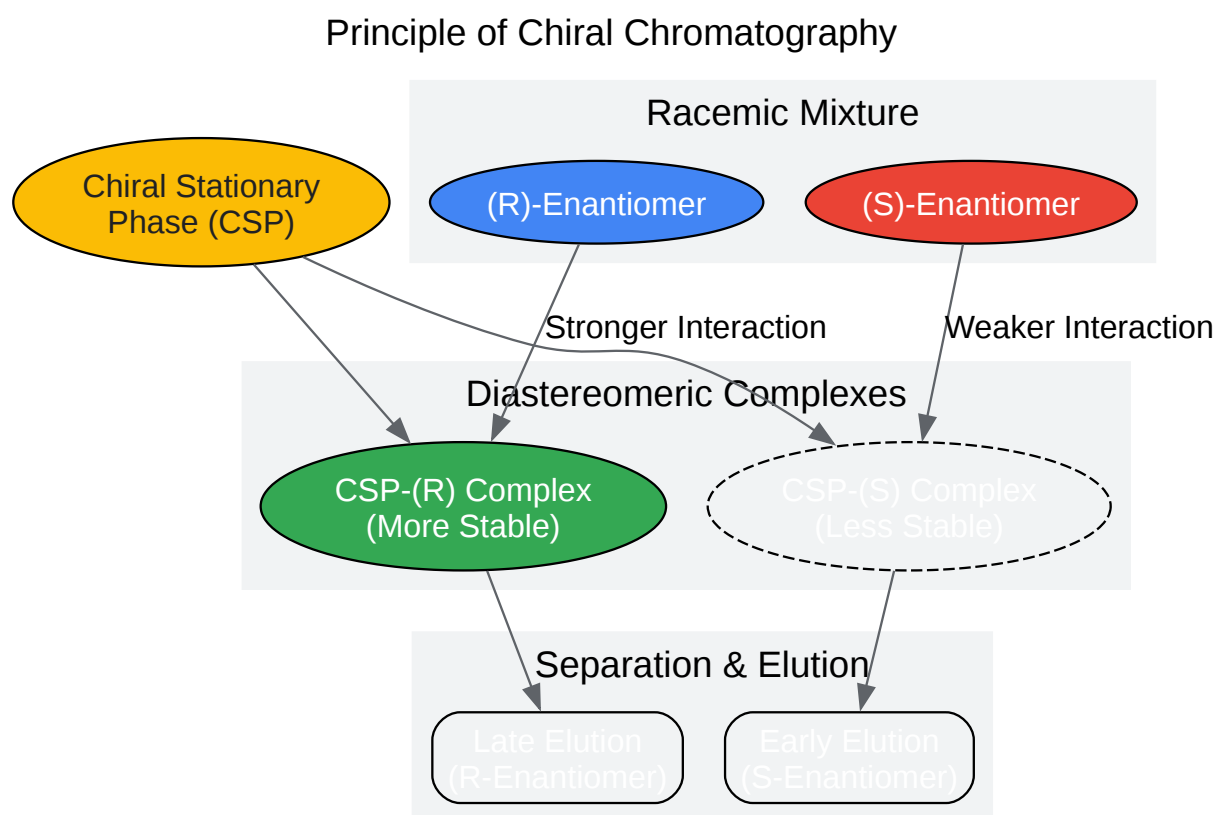 Principle of Chiral Chromatography
Racemic Mixture
Chiral Stationary
Phase (CSP)
(R)-Enantiomer
(S)-Enantiomer
Stronger Interaction
Weaker Interaction
Diastereomeric Complexes
CSP-(R) Complex
(More Stable)
CSP-(S) Complex
(Less Stable)
Separation & Elution
Late Elution
(R-Enantiomer)
Early Elution
(S-Enantiomer)